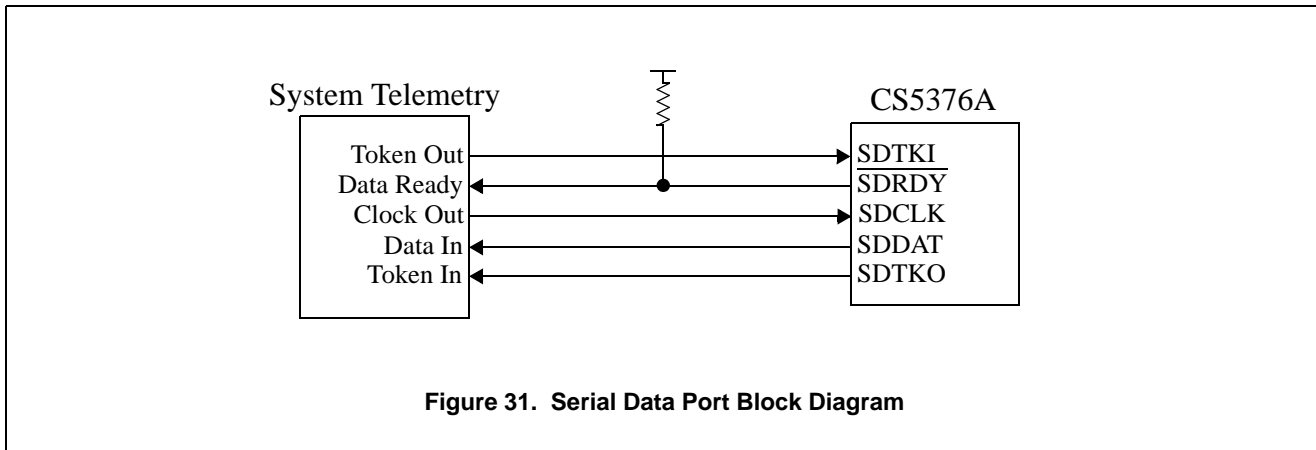 System Telemetry
Token Out
Data Ready
Clock Out
Data In
Token In
CS5376A
SDTKI
SDRDY
SDCLK
SDDAT
SDTKO
Figure 31. Serial Data Port Block Diagram